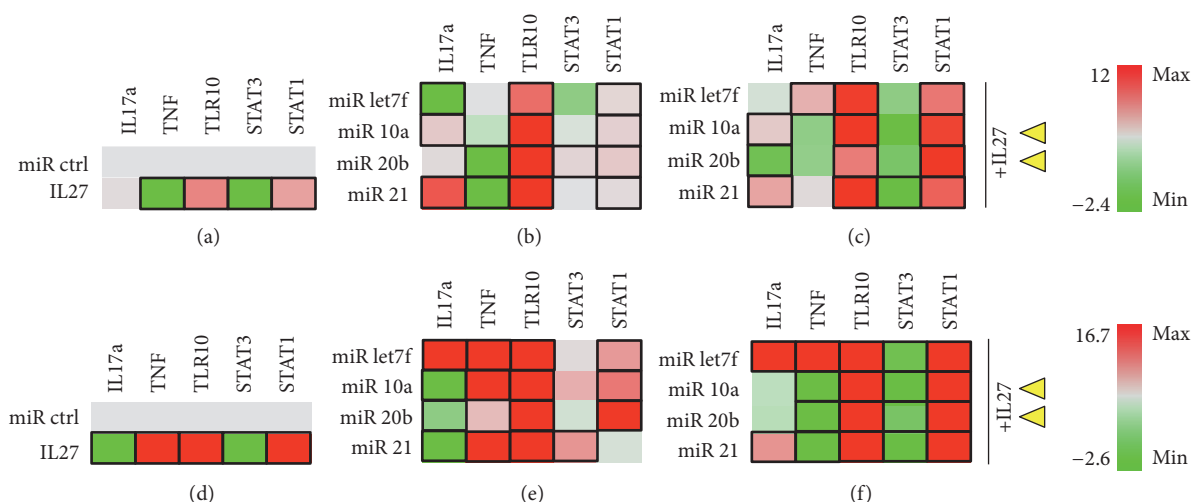 IL17a TNF TLR10 STAT3 STAT1
miR ctrl
IL27
(a)
IL17a TNF TLR10 STAT3 STAT1
miR let7f
miR 10a
miR 20b
miR 21
(b)
IL17a TNF TLR10 STAT3 STAT1
miR let7f
miR 10a
miR 20b
miR 21
+IL27
(c)
12 Max
−2.4 Min
IL17a TNF TLR10 STAT3 STAT1
miR ctrl
IL27
(d)
IL17a TNF TLR10 STAT3 STAT1
miR let7f
miR 10a
miR 20b
miR 21
(e)
IL17a TNF TLR10 STAT3 STAT1
miR let7f
miR 10a
miR 20b
miR 21
+IL27
(f)
16.7 Max
−2.6 Min